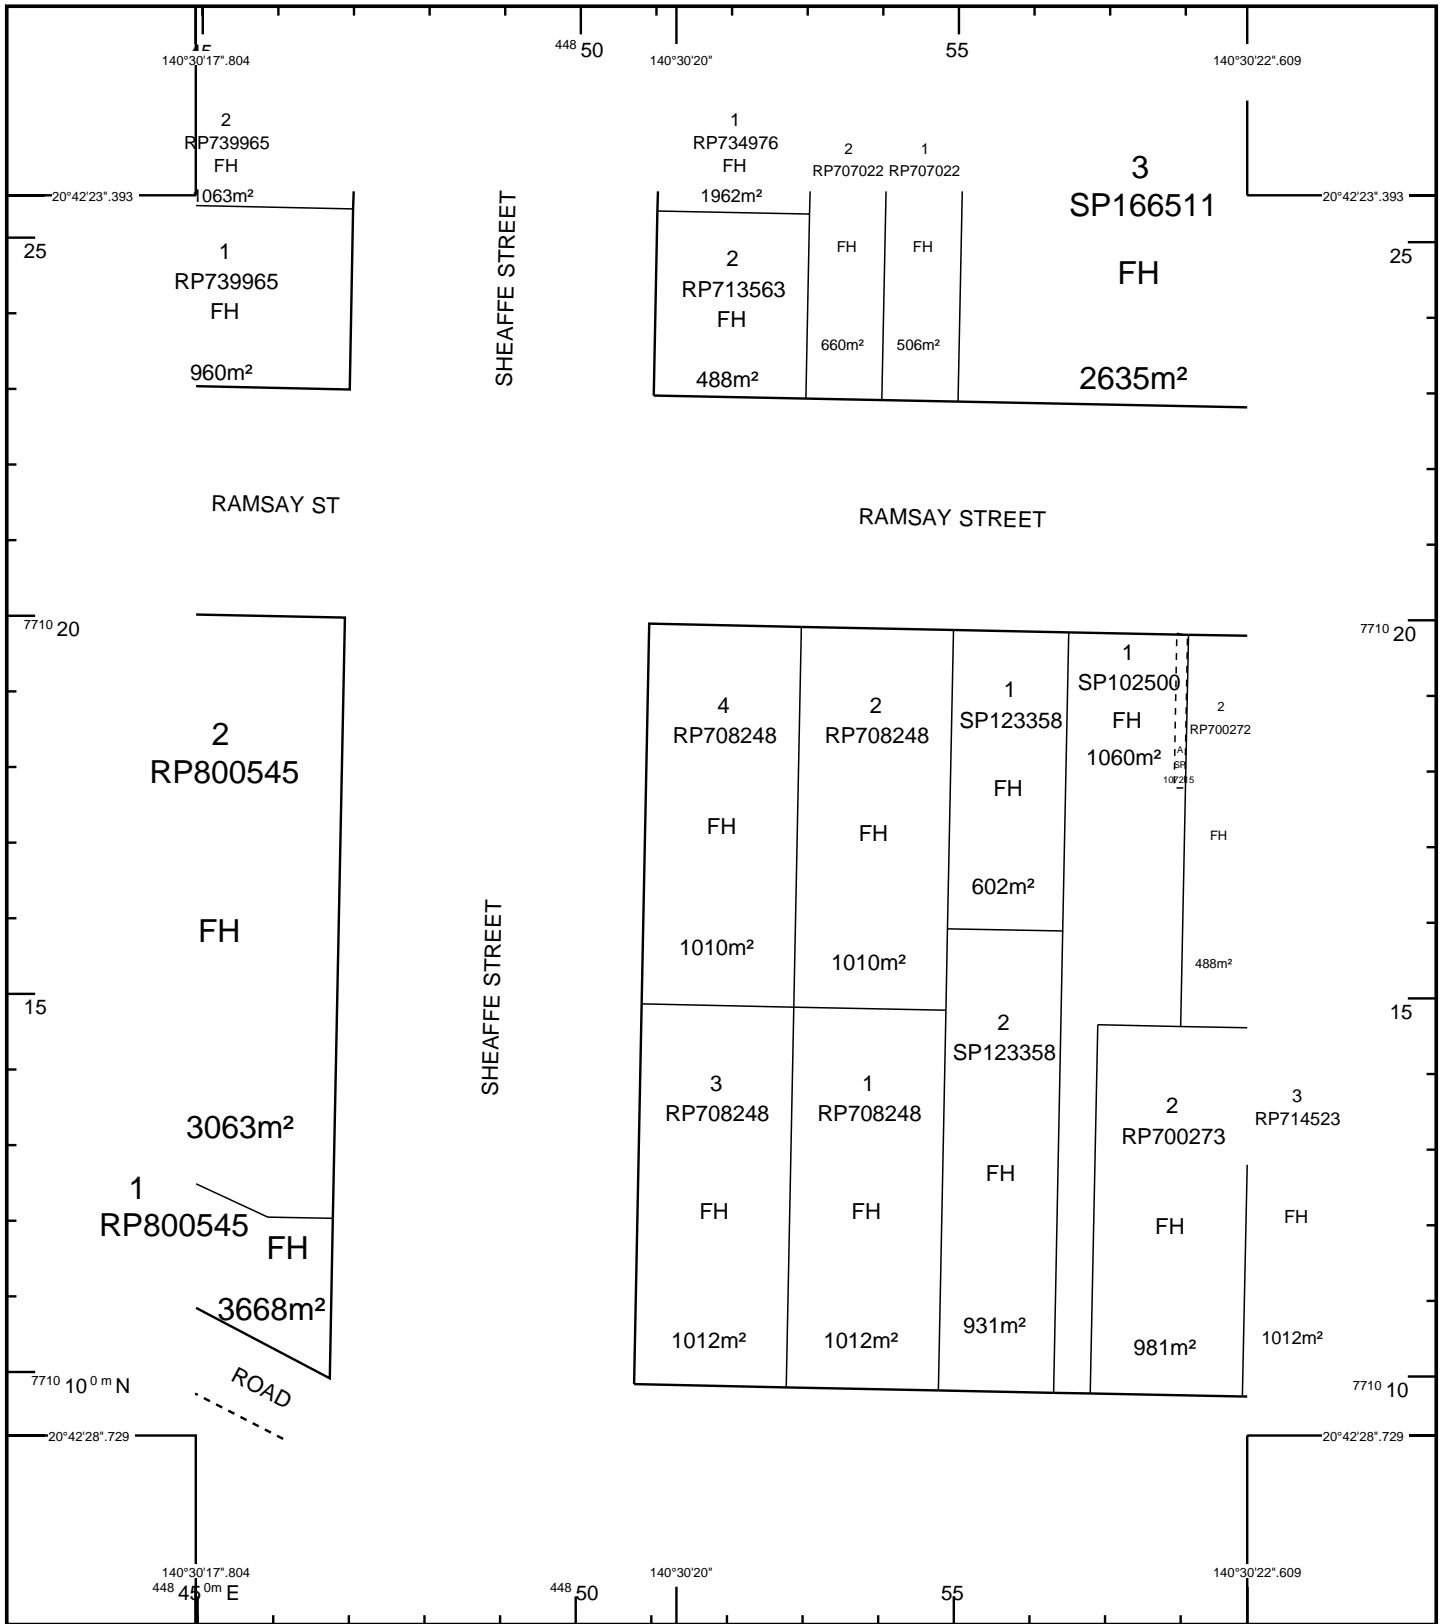 45
448 50
55
140°30'17".804
140°30'20"
140°30'22".609
2
RP739965
FH
1063m²
1
RP734976
FH
1962m²
2
RP707022
FH
660m²
1
RP707022
FH
506m²
3
SP166511
FH
2635m²
20°42'23".393
20°42'23".393
25
25
1
RP739965
FH
960m²
SHEAFFE STREET
2
RP713563
FH
488m²
RAMSAY ST
RAMSAY STREET
7710 20
7710 20
2
RP800545
FH
3063m²
4
RP708248
FH
1010m²
2
RP708248
FH
1010m²
1
SP123358
FH
602m²
1
SP102500
FH
1060m²
A
SP
107215
2
RP700272
FH
488m²
SHEAFFE STREET
15
15
3
RP708248
FH
1012m²
1
RP708248
FH
1012m²
2
SP123358
FH
931m²
2
RP700273
FH
981m²
3
RP714523
FH
1012m²
1
RP800545
FH
3668m²
ROAD
7710 10 0 m N
7710 10
20°42'28".729
20°42'28".729
140°30'17".804
140°30'20"
140°30'22".609
448 45 0m E
448 50
55